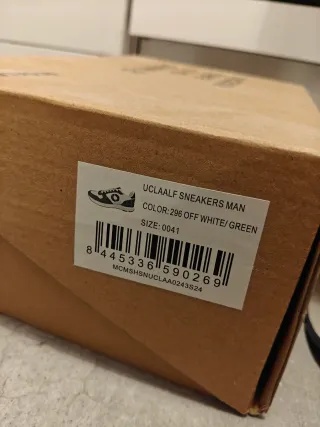 UCLAALF SNEAKERS MAN
COLOR: 296 OFF WHITE/ GREEN
SIZE: 0041
8 445336 590269
MCMSHSNUCLAA0243S24